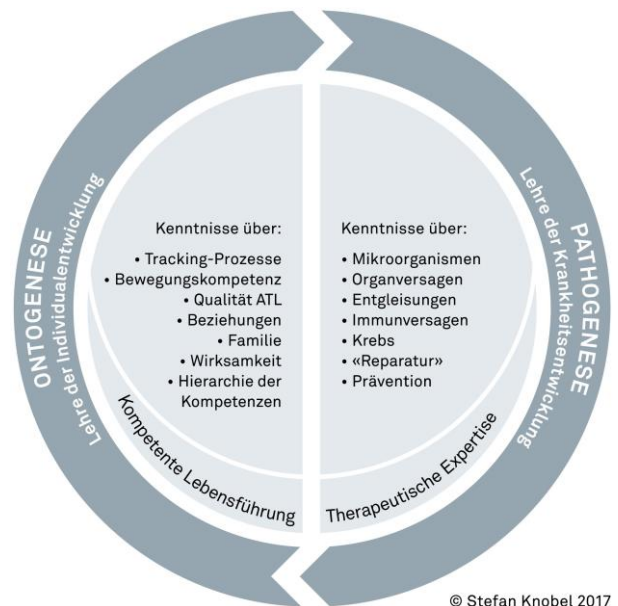 ONTOGENESE
Lehre der Individualentwicklung
Kenntnisse über:
• Tracking-Prozesse
• Bewegungskompetenz
• Qualität ATL
• Beziehungen
• Familie
• Wirksamkeit
• Hierarchie der
Kompetenzen
Kompetente Lebensführung
Kenntnisse über:
• Mikroorganismen
• Organversagen
• Entgleisungen
• Immunversagen
• Krebs
• «Reparatur»
• Prävention
Therapeutische Expertise
PATHOGENESE
Lehre der Krankheitsentwicklung
© Stefan Knobel 2017